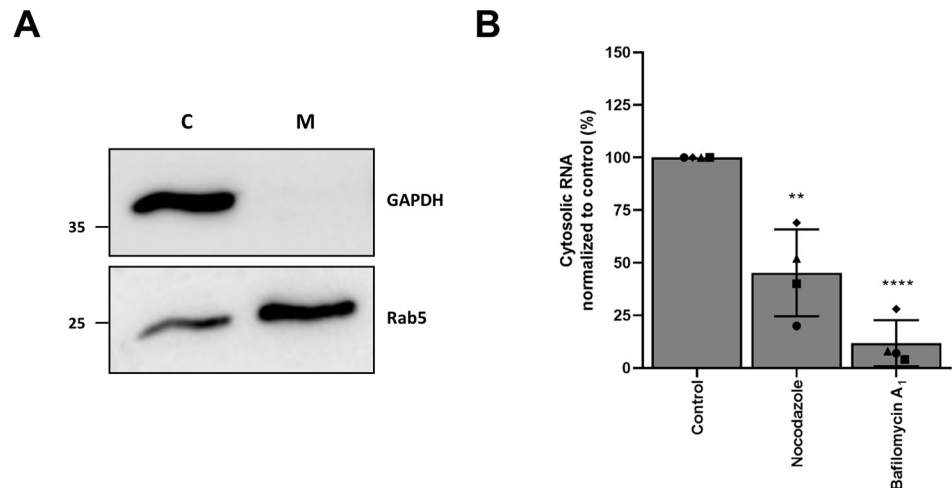 A
C M
GAPDH
35
Rab5
25
B
Cytosolic RNA
normalized to control (%)
150
125
100
75
50
25
0
**
****
Control
Nocodazole
Bafilomycin A₁